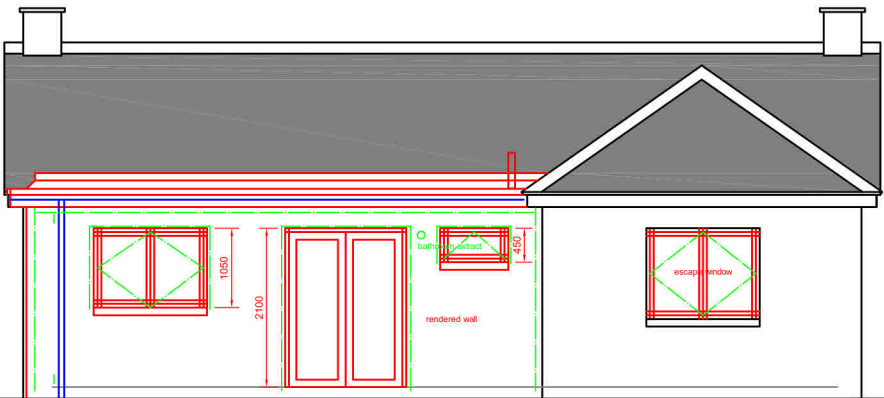 bathroom extract
450
1050
escape window
2100
rendered wall